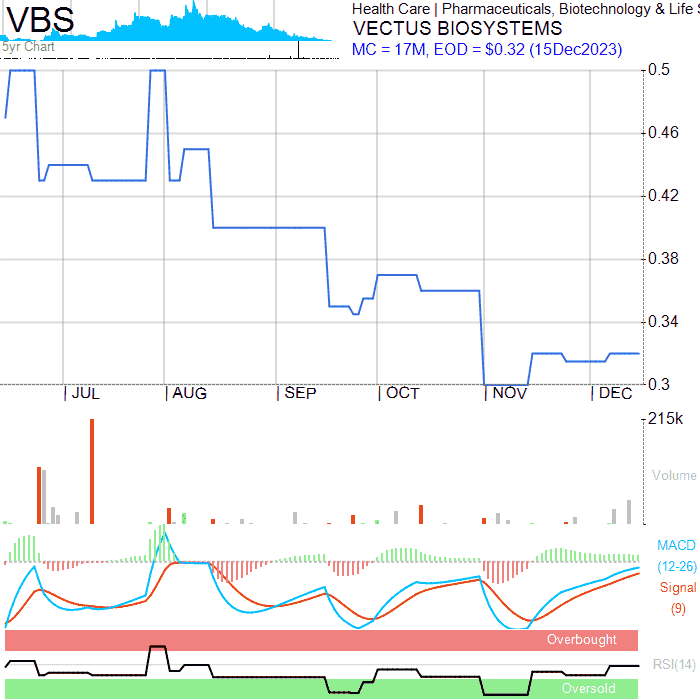 VBS
5yr Chart
Health Care | Pharmaceuticals, Biotechnology & Life S
VECTUS BIOSYSTEMS
MC = 17M, EOD = $0.32 (15Dec2023)
0.5
0.46
0.42
0.38
0.34
0.3
JUL
AUG
SEP
OCT
NOV
DEC
215k
Volume
MACD
(12-26)
Signal
(9)
Overbought
RSI(14)
Oversold